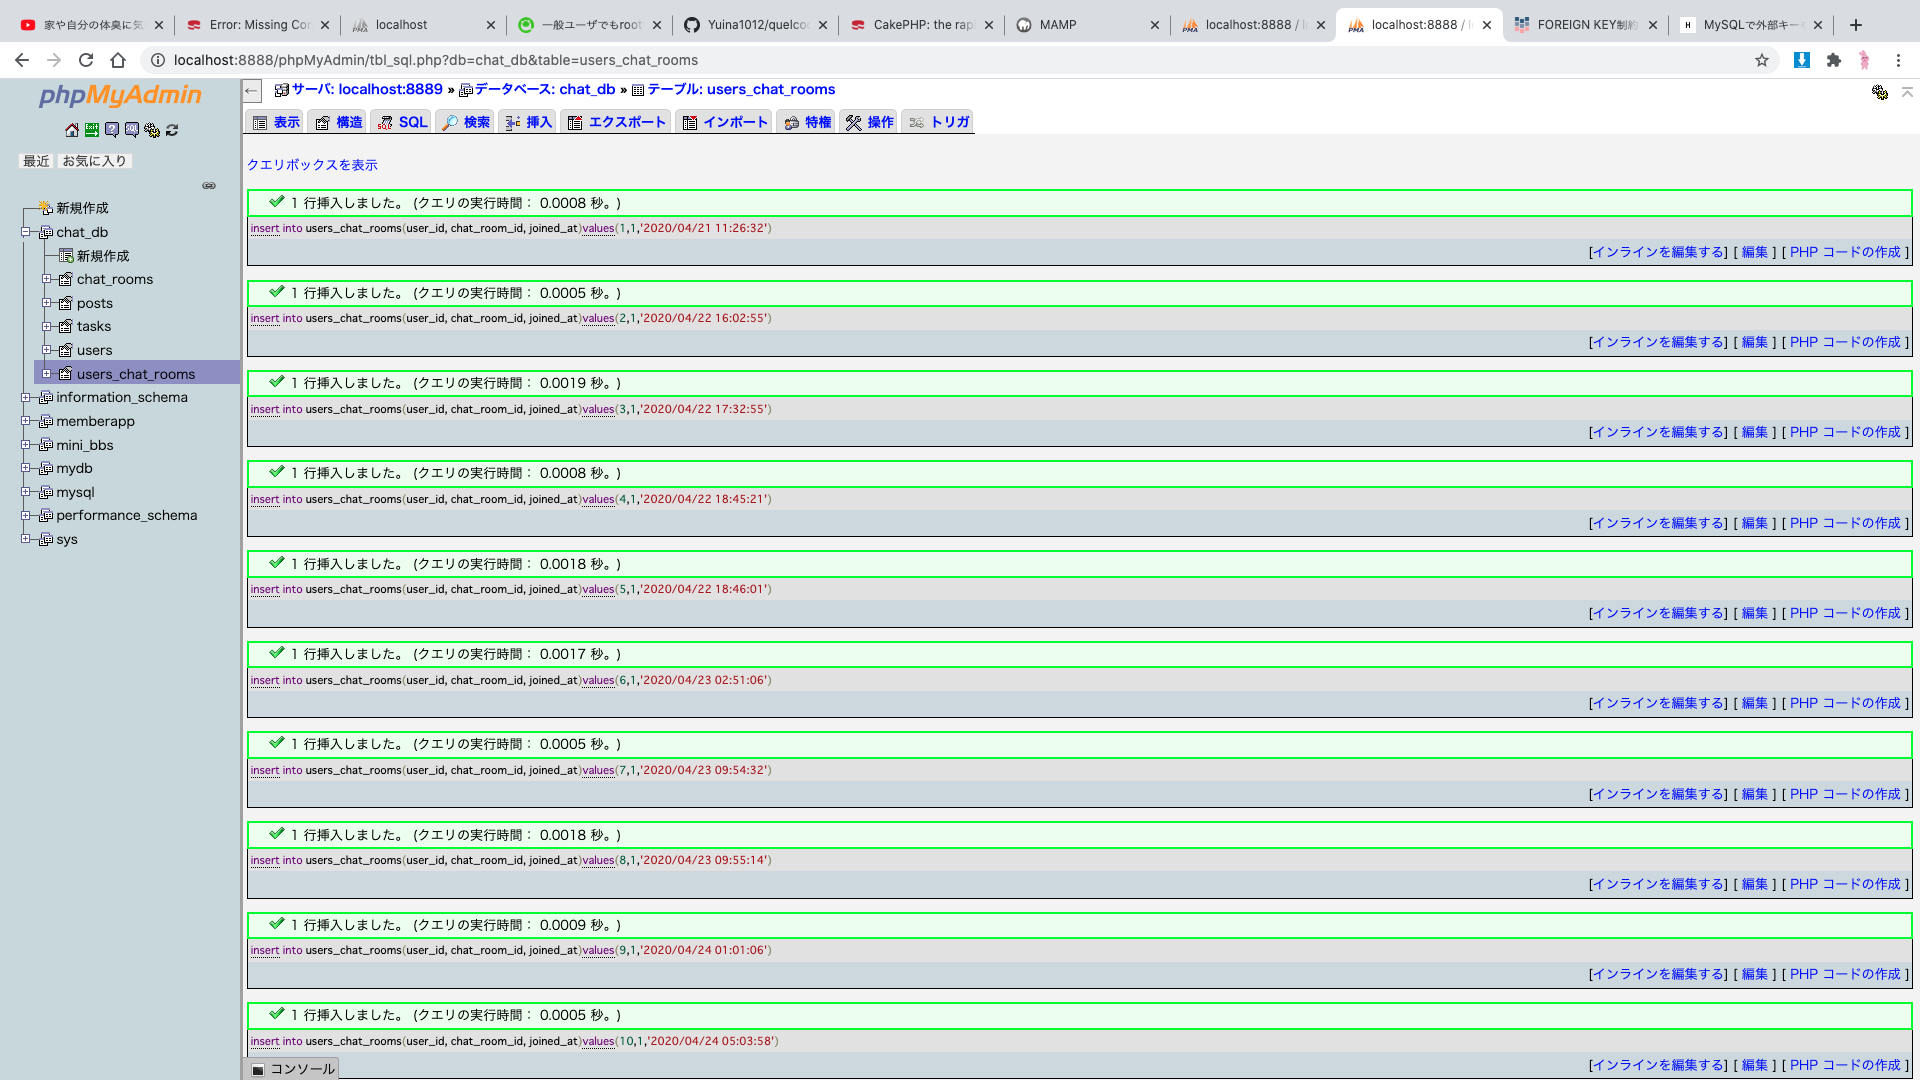 家や自分の体臭に気
Error: Missing Cor
localhost
一般ユーザでもroot
Yuina1012/quelco
CakePHP: the rap
MAMP
localhost:8888 / lo
localhost:8888 / lo
FOREIGN KEY制約
MySQLで外部キー
localhost:8888/phpMyAdmin/tbl_sql.php?db=chat_db&table=users_chat_rooms
phpMyAdmin
最近 お気に入り
新規作成
chat_db
新規作成
chat_rooms
posts
tasks
users
users_chat_rooms
information_schema
memberapp
mini_bbs
mydb
mysql
performance_schema
sys
サーバ: localhost:8889 » データベース: chat_db » テーブル: users_chat_rooms
表示 構造 SQL 検索 挿入 エクスポート インポート 特権 操作 トリガ
クエリボックスを表示
1 行挿入しました。 (クエリの実行時間： 0.0008 秒。)
insert into users_chat_rooms(user_id, chat_room_id, joined_at)values(1,1,'2020/04/21 11:26:32')
[インラインを編集する] [ 編集 ] [ PHP コードの作成 ]
1 行挿入しました。 (クエリの実行時間： 0.0005 秒。)
insert into users_chat_rooms(user_id, chat_room_id, joined_at)values(2,1,'2020/04/22 16:02:55')
[インラインを編集する] [ 編集 ] [ PHP コードの作成 ]
1 行挿入しました。 (クエリの実行時間： 0.0019 秒。)
insert into users_chat_rooms(user_id, chat_room_id, joined_at)values(3,1,'2020/04/22 17:32:55')
[インラインを編集する] [ 編集 ] [ PHP コードの作成 ]
1 行挿入しました。 (クエリの実行時間： 0.0008 秒。)
insert into users_chat_rooms(user_id, chat_room_id, joined_at)values(4,1,'2020/04/22 18:45:21')
[インラインを編集する] [ 編集 ] [ PHP コードの作成 ]
1 行挿入しました。 (クエリの実行時間： 0.0018 秒。)
insert into users_chat_rooms(user_id, chat_room_id, joined_at)values(5,1,'2020/04/22 18:46:01')
[インラインを編集する] [ 編集 ] [ PHP コードの作成 ]
1 行挿入しました。 (クエリの実行時間： 0.0017 秒。)
insert into users_chat_rooms(user_id, chat_room_id, joined_at)values(6,1,'2020/04/23 02:51:06')
[インラインを編集する] [ 編集 ] [ PHP コードの作成 ]
1 行挿入しました。 (クエリの実行時間： 0.0005 秒。)
insert into users_chat_rooms(user_id, chat_room_id, joined_at)values(7,1,'2020/04/23 09:54:32')
[インラインを編集する] [ 編集 ] [ PHP コードの作成 ]
1 行挿入しました。 (クエリの実行時間： 0.0018 秒。)
insert into users_chat_rooms(user_id, chat_room_id, joined_at)values(8,1,'2020/04/23 09:55:14')
[インラインを編集する] [ 編集 ] [ PHP コードの作成 ]
1 行挿入しました。 (クエリの実行時間： 0.0009 秒。)
insert into users_chat_rooms(user_id, chat_room_id, joined_at)values(9,1,'2020/04/24 01:01:06')
[インラインを編集する] [ 編集 ] [ PHP コードの作成 ]
1 行挿入しました。 (クエリの実行時間： 0.0005 秒。)
insert into users_chat_rooms(user_id, chat_room_id, joined_at)values(10,1,'2020/04/24 05:03:58')
[インラインを編集する] [ 編集 ] [ PHP コードの作成 ]
コンソール